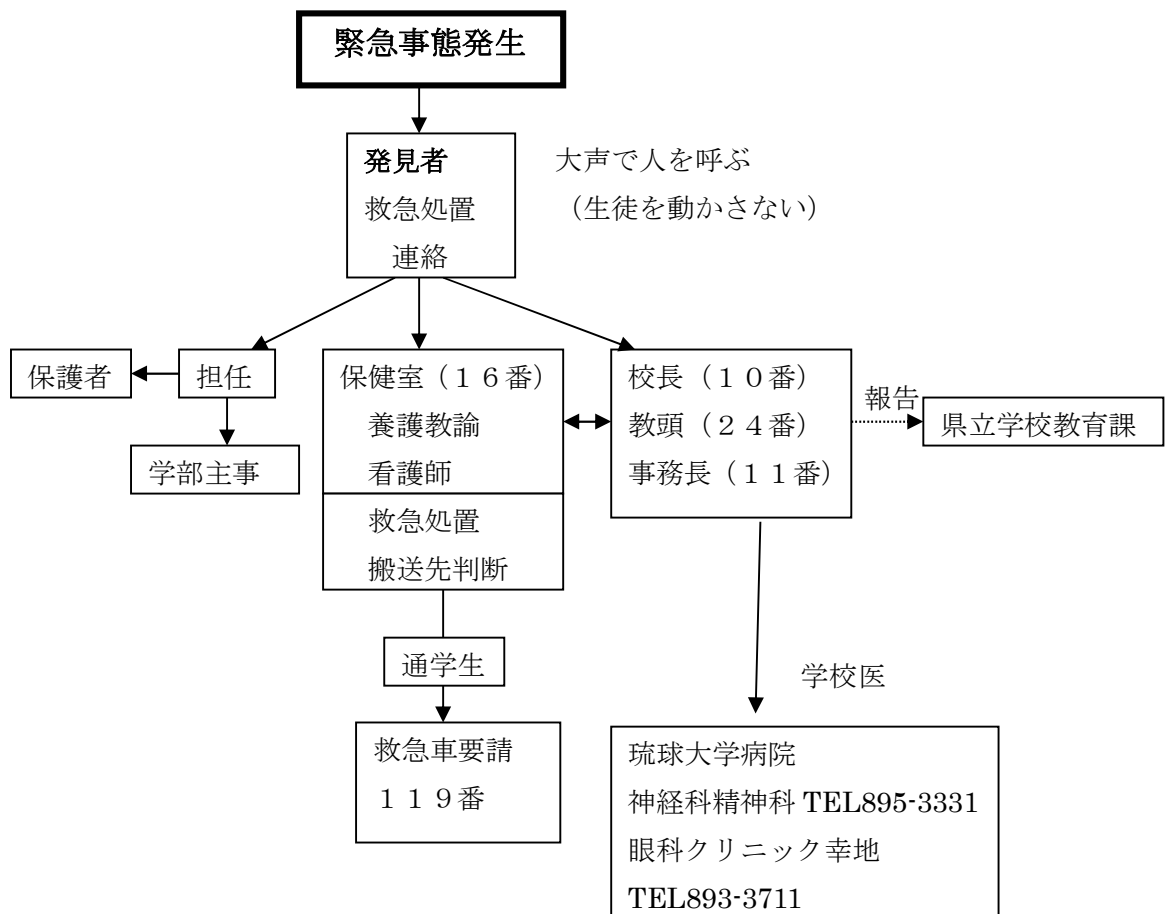 緊急事態発生
発見者
救急処置
連絡
大声で人を呼ぶ
（生徒を動かさない）
保護者
担任
学部主事
保健室（１６番）
養護教諭
看護師
救急処置
搬送先判断
校長（１０番）
教頭（２４番）
事務長（１１番）
報告
県立学校教育課
通学生
救急車要請
１１９番
学校医
琉球大学病院
神経科精神科 TEL895-3331
眼科クリニック幸地
TEL893-3711